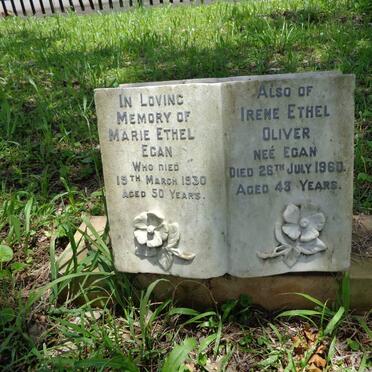 In Loving
Memory of
Marie Ethel
Egan
Who died
15th March 1930
Aged 50 Years.
Also of
Irene Ethel
Oliver
neé Egan
Died 28th July 1960.
Aged 43 Years.